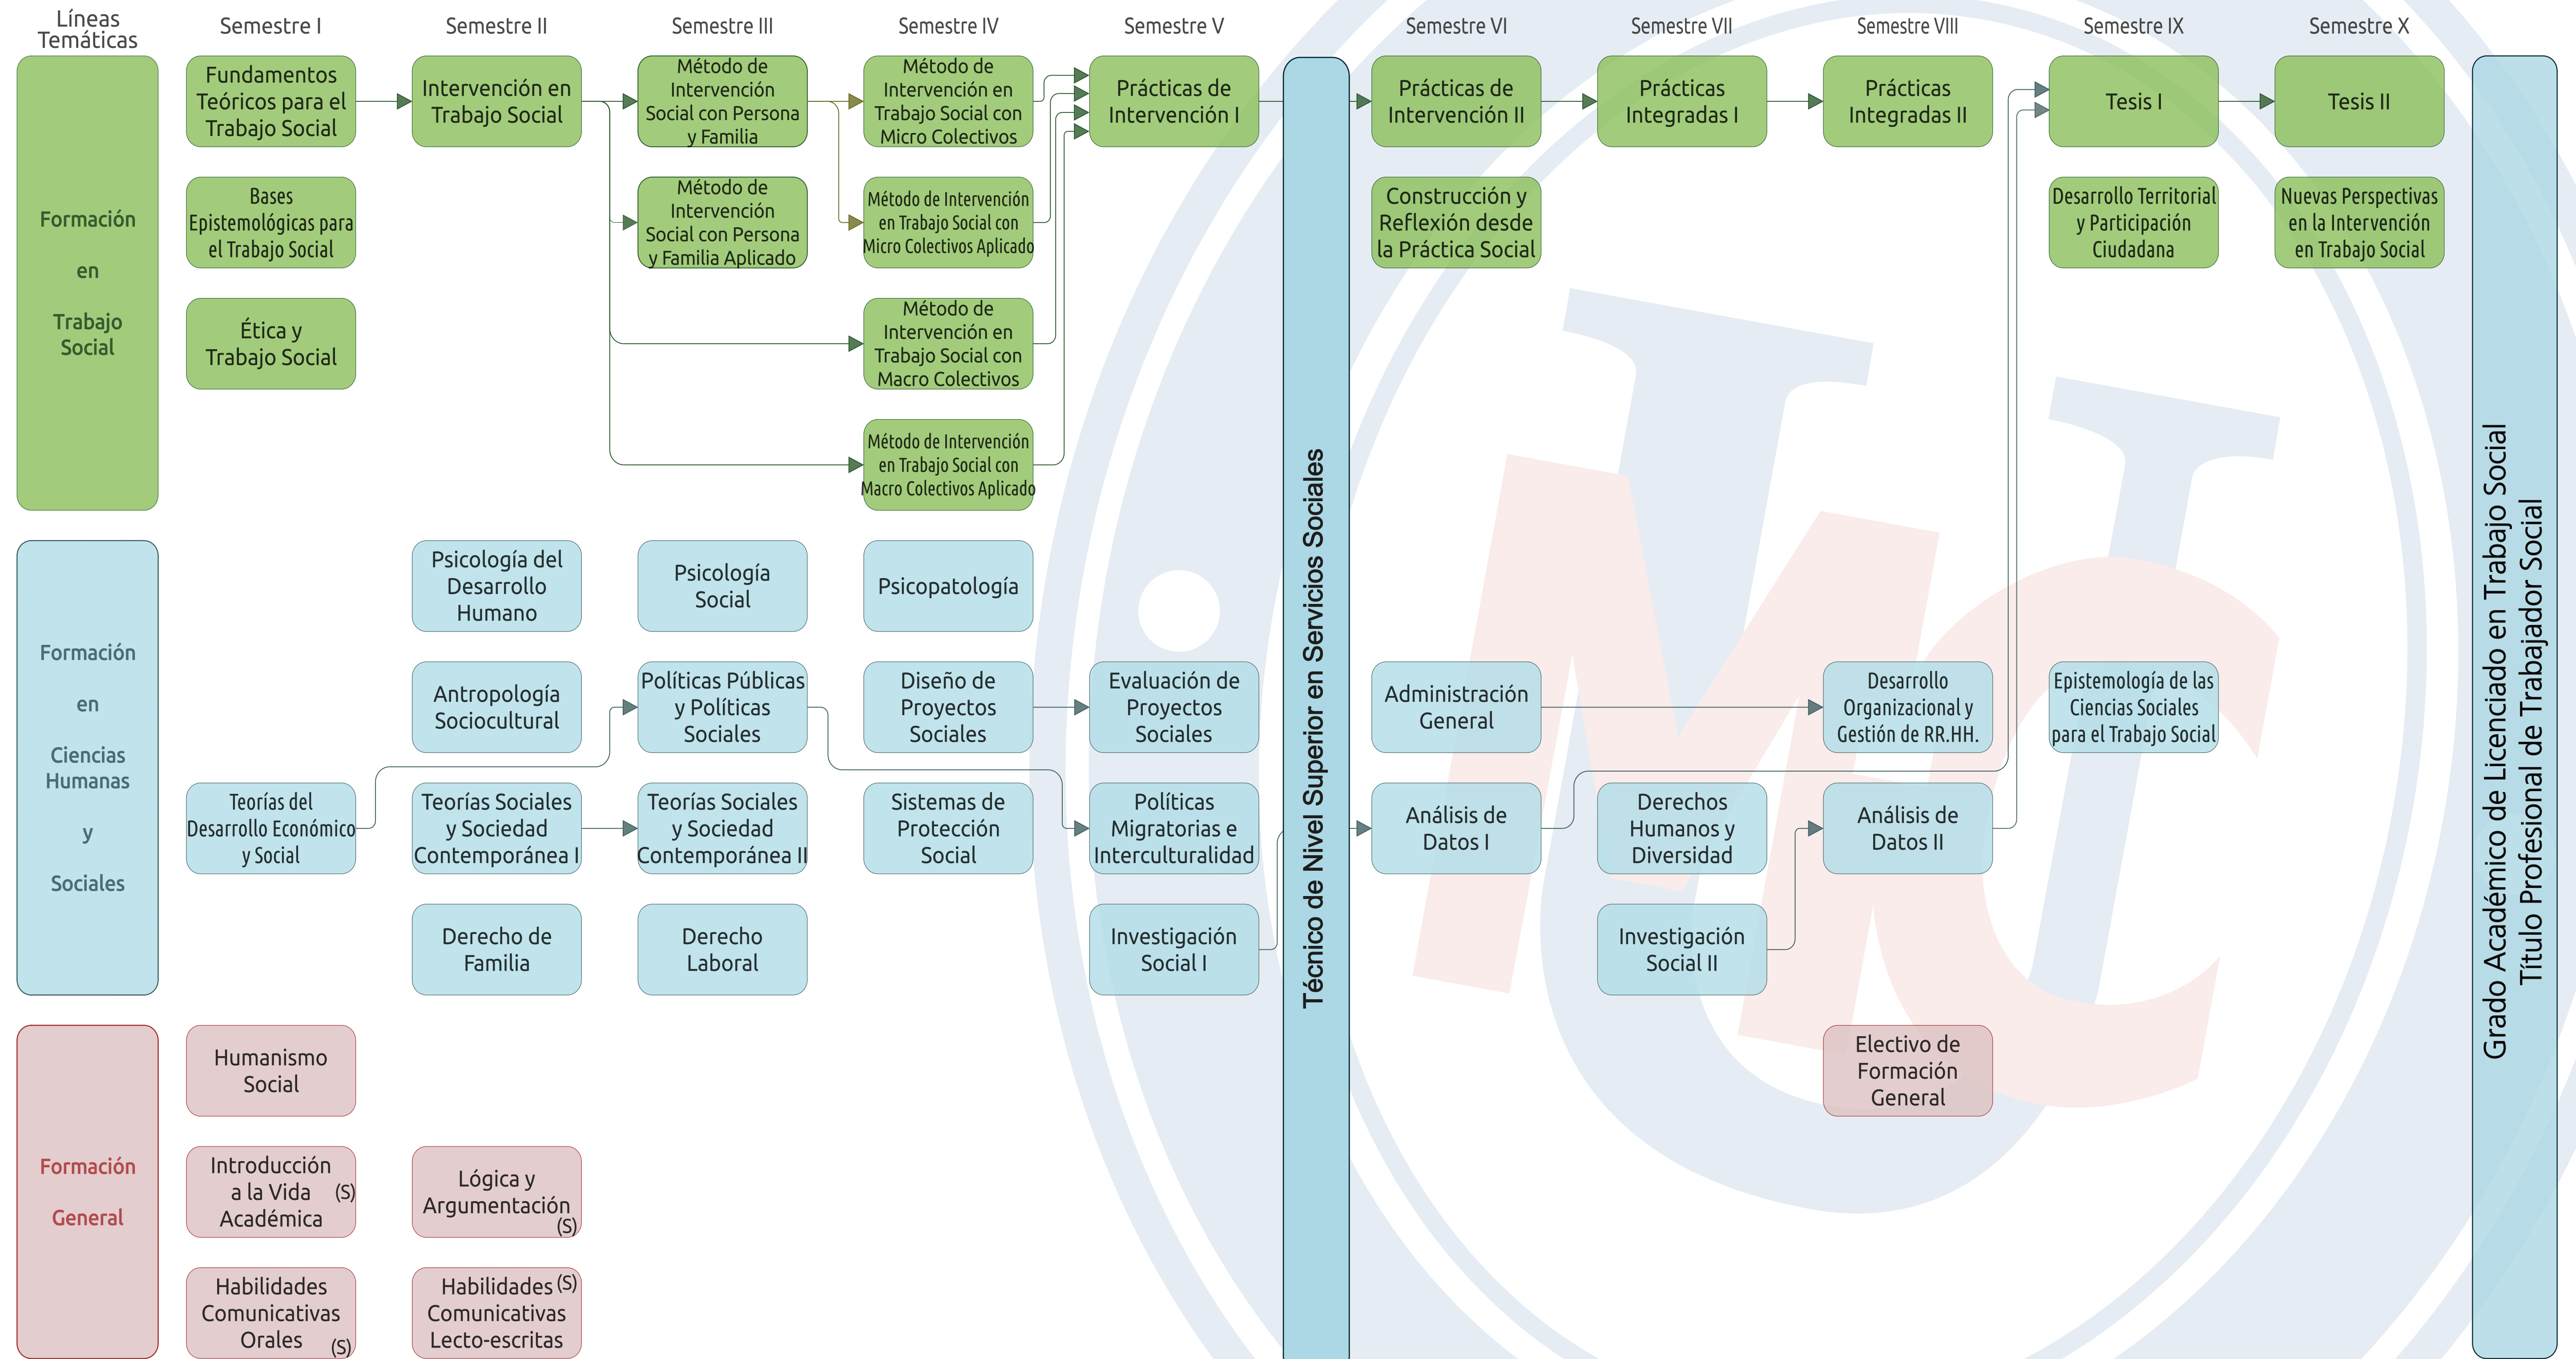 Líneas
Temáticas
Semestre I
Semestre II
Semestre III
Semestre IV
Semestre V
Semestre VI
Semestre VII
Semestre VIII
Semestre IX
Semestre X
Formación
en
Trabajo
Social
Fundamentos
Teóricos para el
Trabajo Social
Intervención en
Trabajo Social
Método de
Intervención
Social con Persona
y Familia
Método de
Intervención en
Trabajo Social con
Micro Colectivos
Prácticas de
Intervención I
Prácticas de
Intervención II
Prácticas
Integradas I
Prácticas
Integradas II
Tesis I
Tesis II
Bases
Epistemológicas para
el Trabajo Social
Método de
Intervención
Social con Persona
y Familia Aplicado
Método de Intervención
en Trabajo Social con
Micro Colectivos Aplicado
Construcción y
Reflexión desde
la Práctica Social
Desarrollo Territorial
y Participación
Ciudadana
Nuevas Perspectivas
en la Intervención
en Trabajo Social
Ética y
Trabajo Social
Método de
Intervención en
Trabajo Social con
Macro Colectivos
Método de Intervención
en Trabajo Social con
Macro Colectivos Aplicado
Formación
en
Ciencias
Humanas
y
Sociales
Psicología del
Desarrollo
Humano
Psicología
Social
Psicopatología
Antropología
Sociocultural
Políticas Públicas
y Políticas
Sociales
Diseño de
Proyectos
Sociales
Evaluación de
Proyectos
Sociales
Administración
General
Desarrollo
Organizacional y
Gestión de RR.HH.
Epistemología de las
Ciencias Sociales
para el Trabajo Social
Teorías del
Desarrollo Económico
y Social
Teorías Sociales
y Sociedad
Contemporánea I
Teorías Sociales
y Sociedad
Contemporánea II
Sistemas de
Protección
Social
Políticas
Migratorias e
Interculturalidad
Análisis de
Datos I
Derechos
Humanos y
Diversidad
Análisis de
Datos II
Derecho de
Familia
Derecho
Laboral
Investigación
Social I
Investigación
Social II
Formación
General
Humanismo
Social
Electivo de
Formación
General
Introducción
a la Vida (S)
Académica
Lógica y
Argumentación
(S)
Habilidades
Comunicativas
Orales (S)
Habilidades (S)
Comunicativas
Lecto-escritas
Técnico de Nivel Superior en Servicios Sociales
Grado Académico de Licenciado en Trabajo Social
Título Profesional de Trabajador Social
UMC